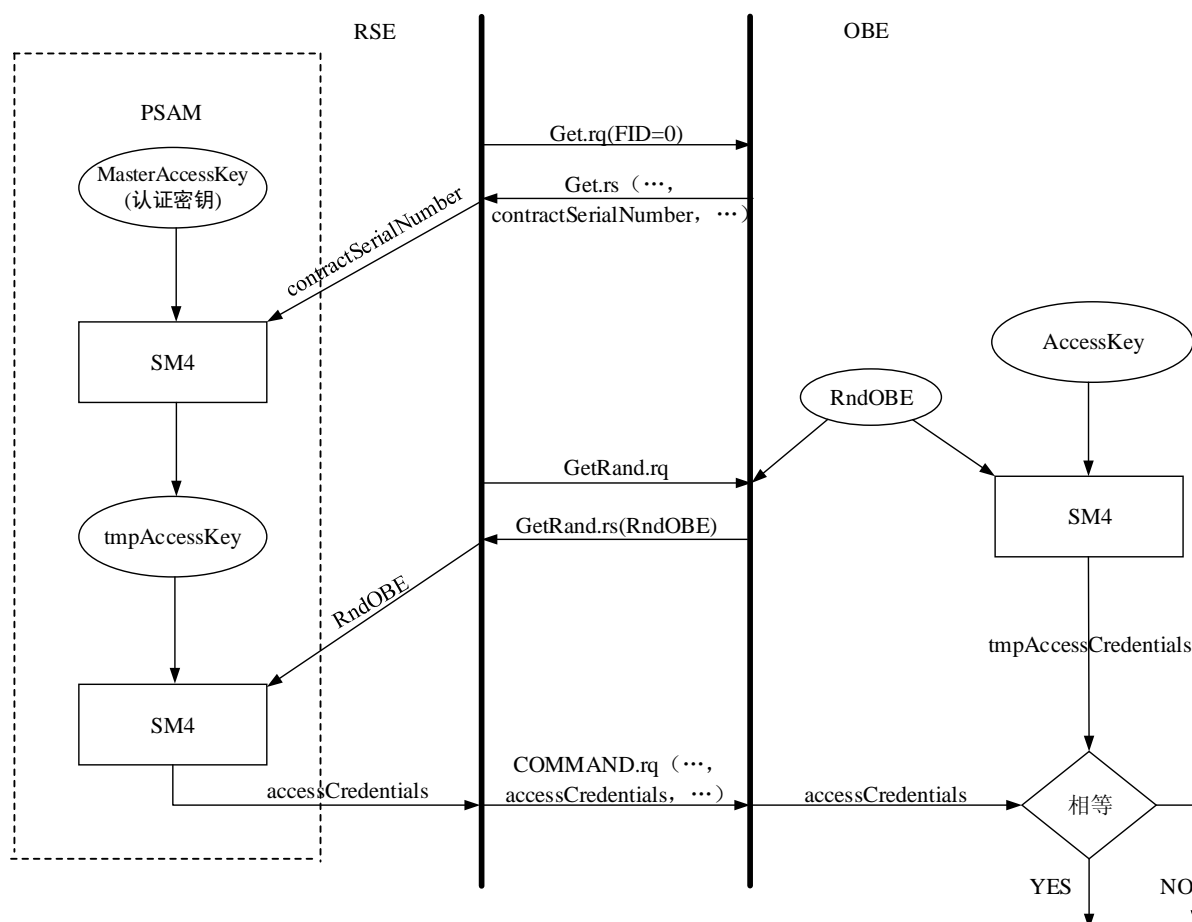 RSE
OBE
PSAM
MasterAccessKey
(认证密钥)
Get.rq(FID=0)
Get.rs（…，
contractSerialNumber，…）
contractSerialNumber
SM4
AccessKey
RndOBE
GetRand.rq
SM4
GetRand.rs(RndOBE)
tmpAccessKey
RndOBE
tmpAccessCredentials
SM4
COMMAND.rq（…，
accessCredentials，…）
accessCredentials
accessCredentials
相等
YES
NO